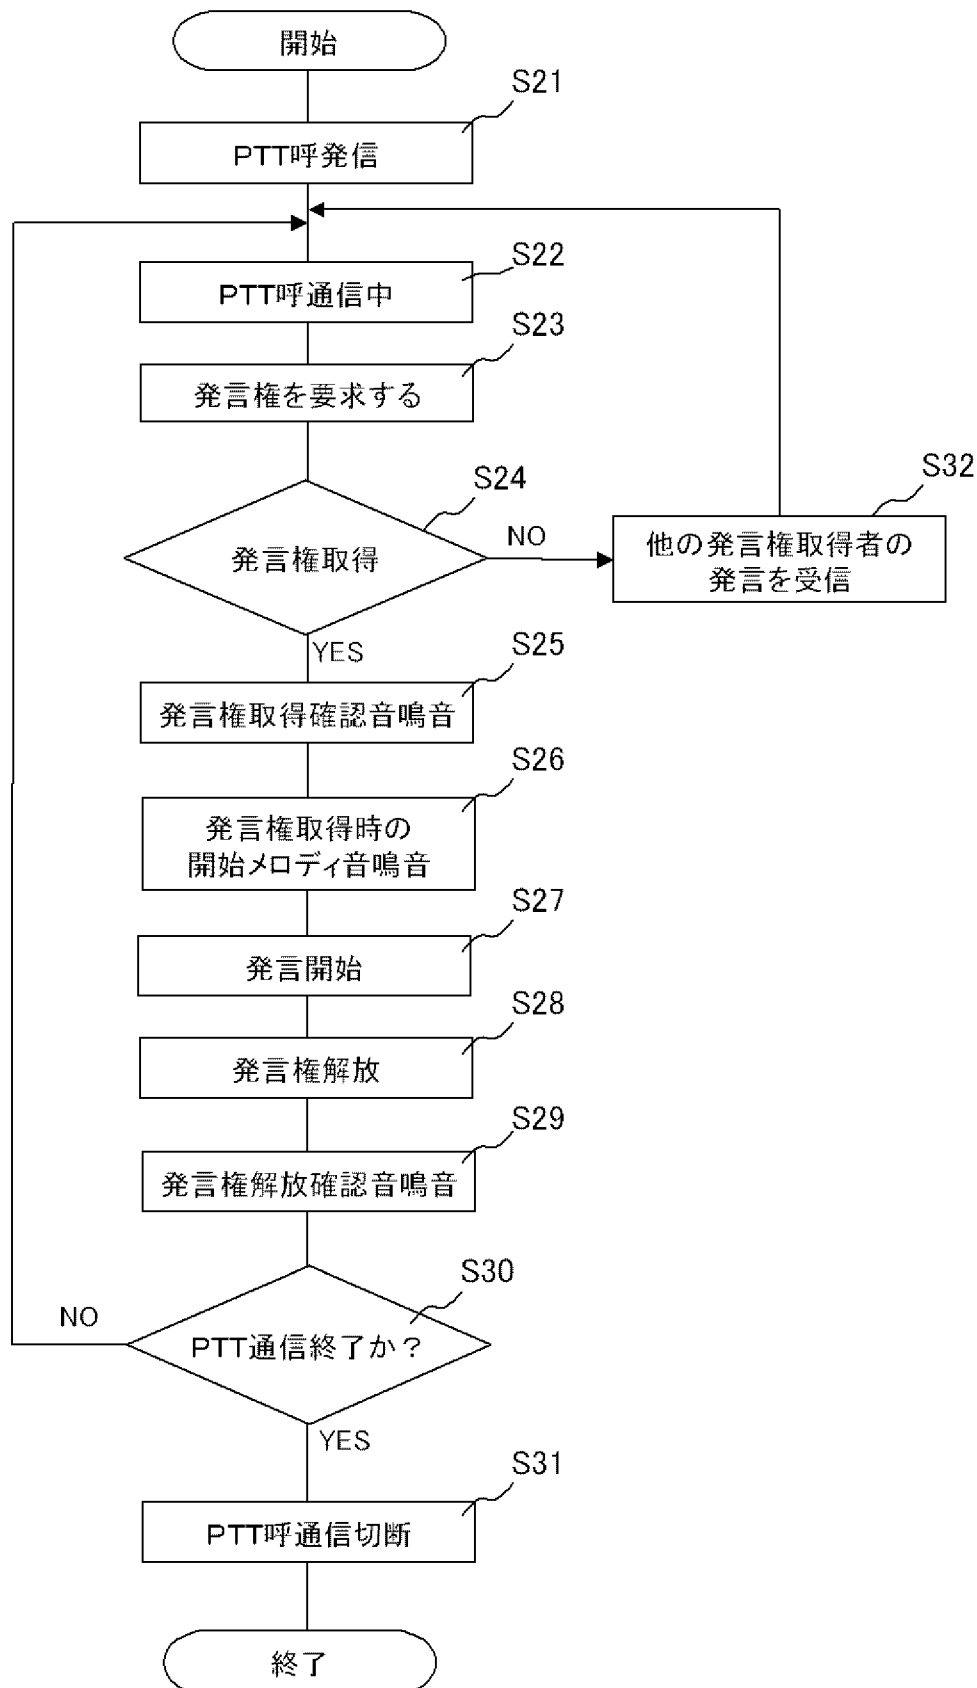 開始
S21
PTT呼発信
S22
PTT呼通信中
S23
発言権を要求する
S24
発言権取得
NO
S32
他の発言権取得者の
発言を受信
YES
S25
発言権取得確認音鳴音
S26
発言権取得時の
開始メロディ音鳴音
S27
発言開始
S28
発言権解放
S29
発言権解放確認音鳴音
S30
PTT通信終了か？
NO
YES
S31
PTT呼通信切断
終了